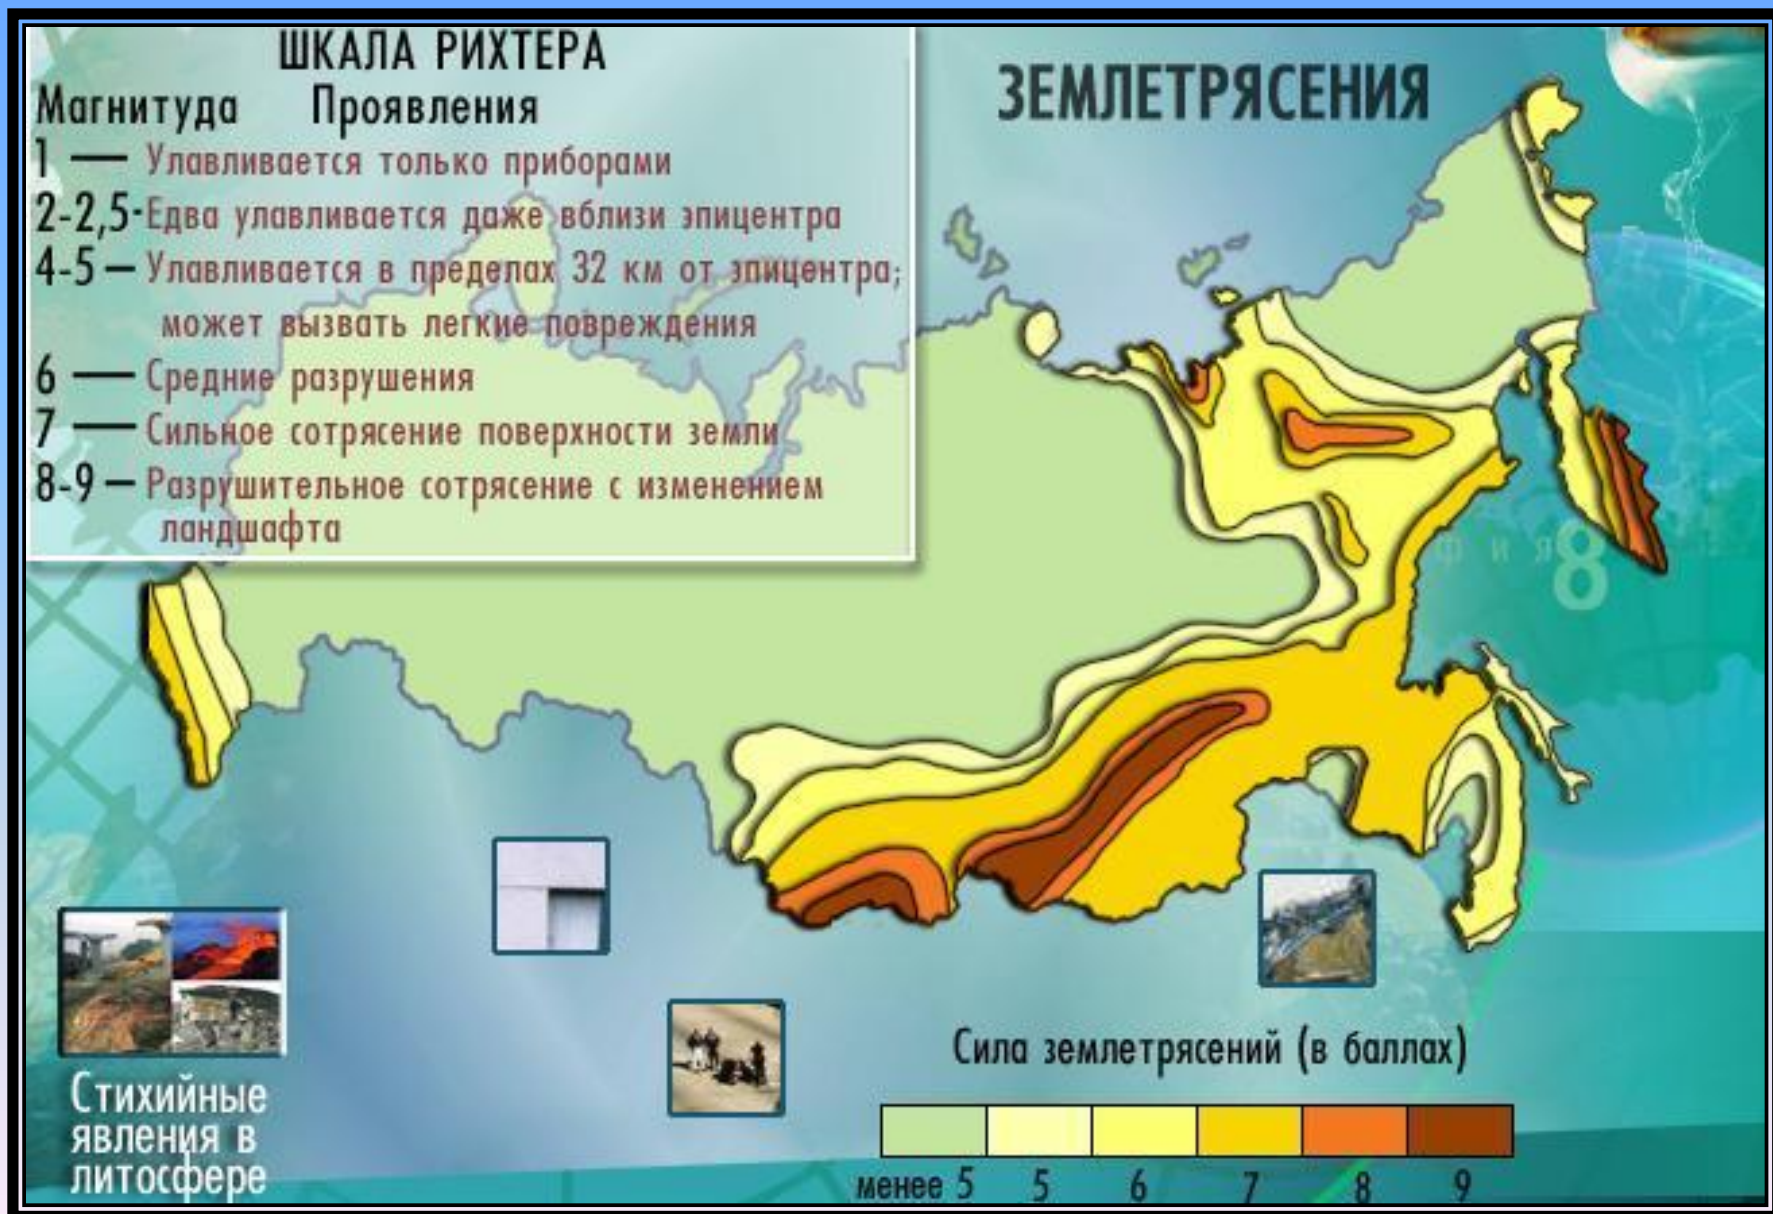 ШКАЛА РИХТЕРА
Магнитуда Проявления
1 — Улавливается только приборами
2-2,5- Едва улавливается даже вблизи эпицентра
4-5 — Улавливается в пределах 32 км от эпицентра;
может вызвать легкие повреждения
6 — Средние разрушения
7 — Сильное сотрясение поверхности земли
8-9 — Разрушительное сотрясение с изменением
ландшафта
ЗЕМЛЕТРЯСЕНИЯ
ф и я 8
Стихийные
явления в
литосфере
Сила землетрясений (в баллах)
менее 5 5 6 7 8 9